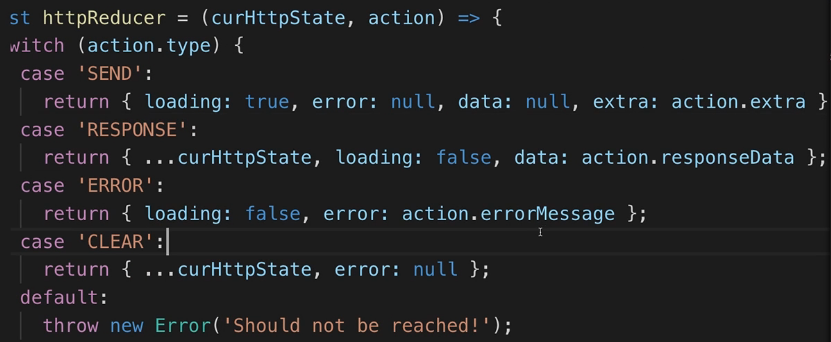 st httpReducer = (curHttpState, action) => {
witch (action.type) {
case 'SEND':
return { loading: true, error: null, data: null, extra: action.extra }
case 'RESPONSE':
return { ...curHttpState, loading: false, data: action.responseData };
case 'ERROR':
return { loading: false, error: action.errorMessage };
case 'CLEAR':
return { ...curHttpState, error: null };
default:
throw new Error('Should not be reached!');